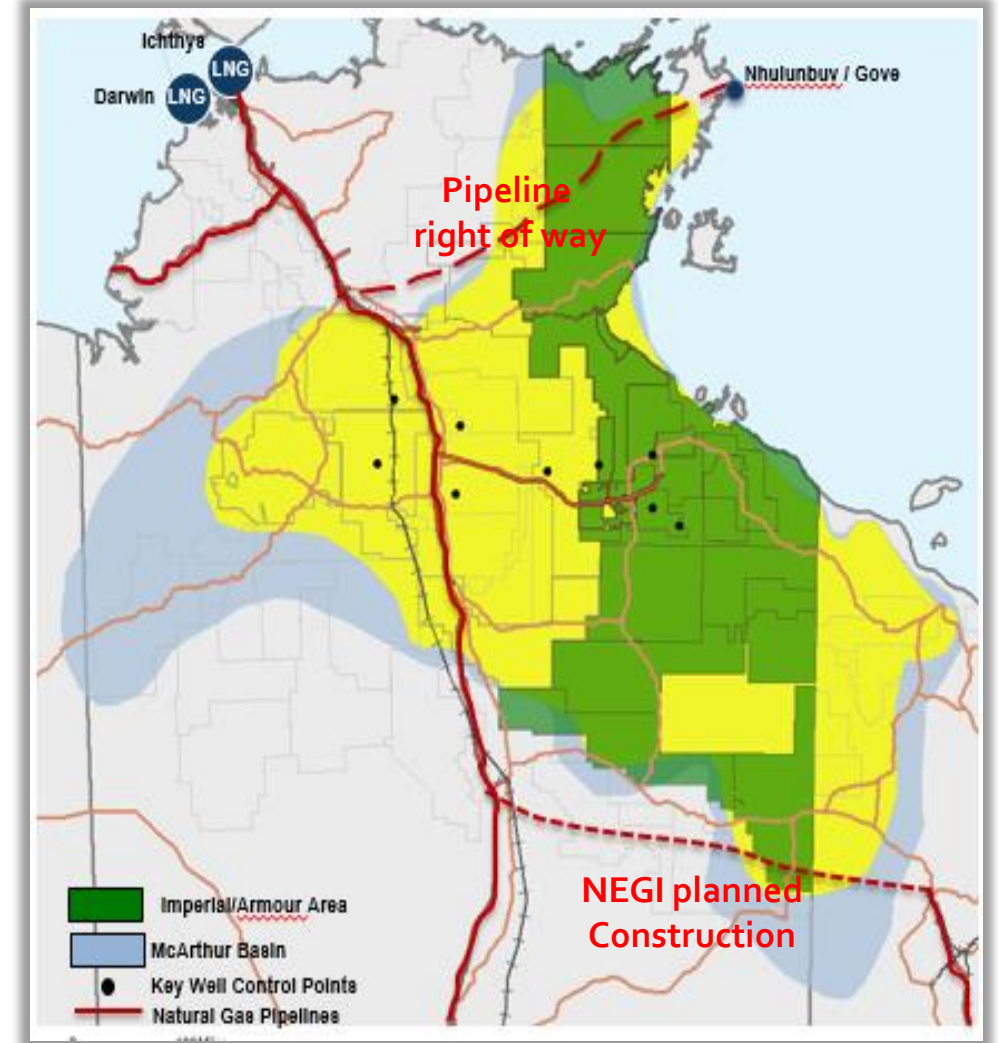 Ichthys
LNG
Darwin
LNG
Nhulunbuv / Gove
Pipeline
right of way
NEGI planned
Construction
Imperial/Armour Area
McArthur Basin
Key Well Control Points
Natural Gas Pipelines